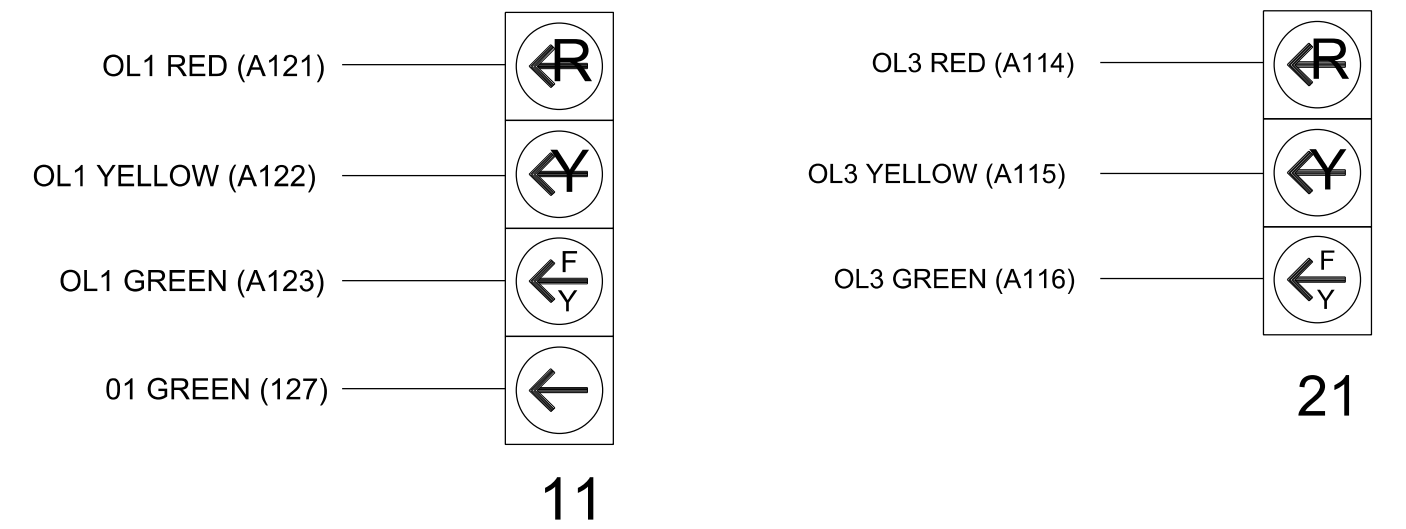 OL1 RED (A121)
R
OL1 YELLOW (A122)
Y
OL1 GREEN (A123)
F
Y
01 GREEN (127)
11
OL3 RED (A114)
R
OL3 YELLOW (A115)
Y
OL3 GREEN (A116)
F
Y
21